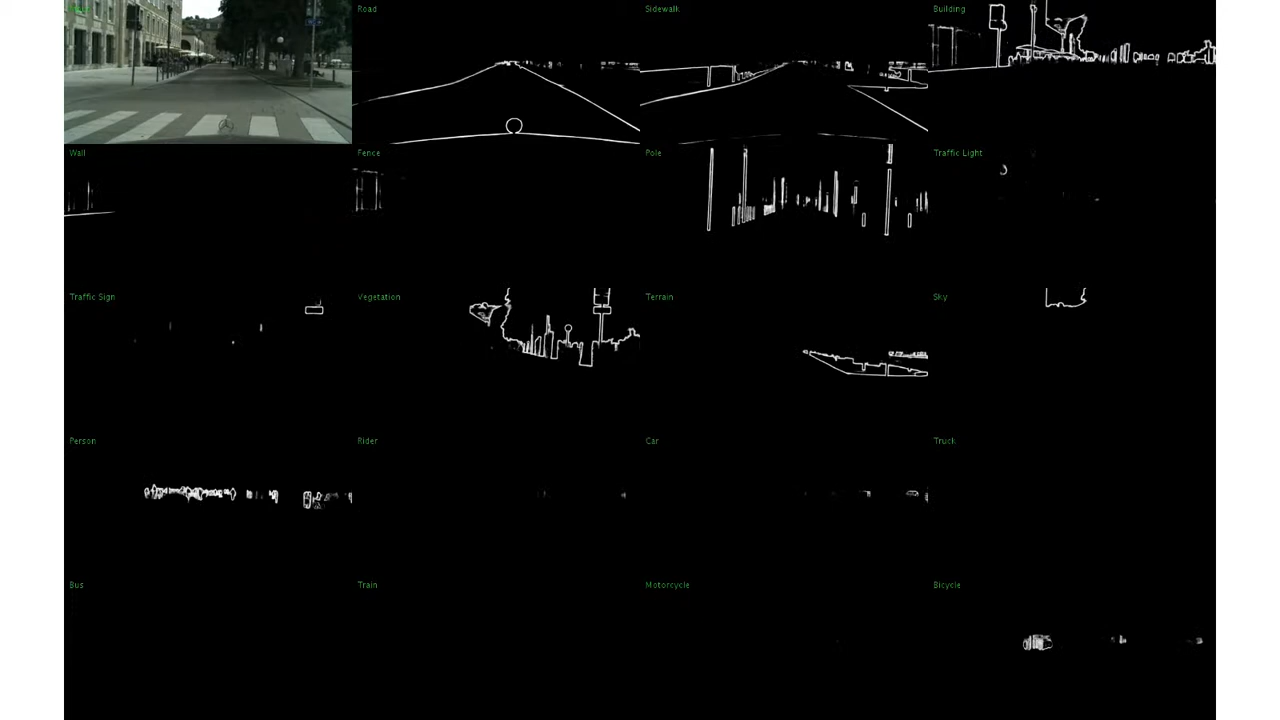 Road
Sidewalk
Building
Wall
Fence
Pole
Traffic Light
Traffic Sign
Vegetation
Terrain
Sky
Person
Rider
Car
Truck
Bus
Train
Motorcycle
Bicycle